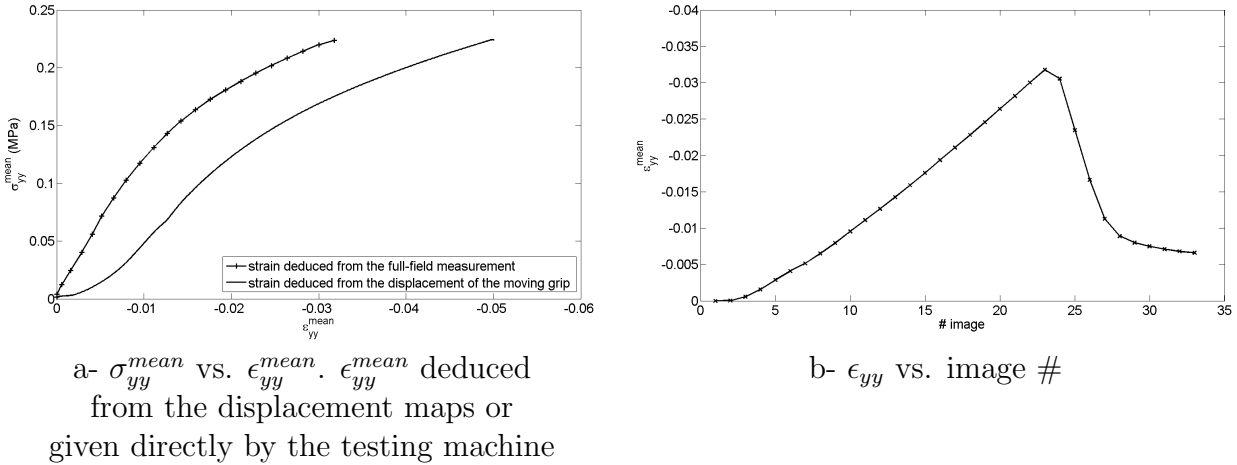 0.25
0.2
0.15
0.1
0.05
0
σ_yy^mean (MPa)
0 -0.01 -0.02 -0.03 -0.04 -0.05 -0.06
ε_yy^mean
strain deduced from the full-field measurement
strain deduced from the displacement of the moving grip
a- σ_yy^mean vs. ϵ_yy^mean. ϵ_yy^mean deduced
from the displacement maps or
given directly by the testing machine
-0.04
-0.035
-0.03
-0.025
-0.02
-0.015
-0.01
-0.005
0
ε_yy^mean
0 5 10 15 20 25 30 35
# image
b- ϵ_yy vs. image #